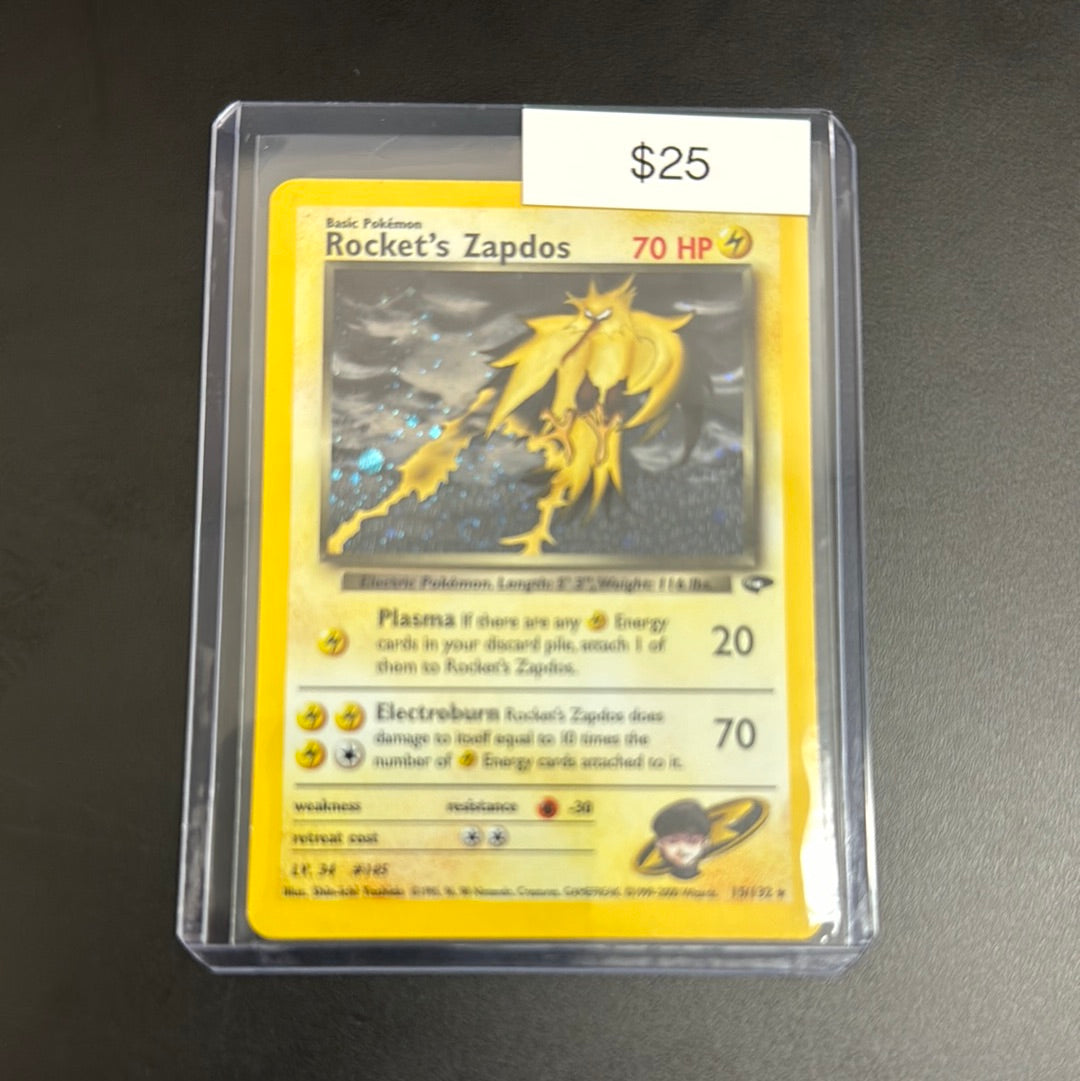 $25
Basic Pokémon
Rocket's Zapdos 70 HP
Electric Pokémon. Length: 5' 3", Weight: 116 lbs.
Plasma If there are any Energy
cards in your discard pile, attach 1 of
them to Rocket's Zapdos.
20
Electroburn Rocket's Zapdos does
damage to itself equal to 10 times the
number of Energy cards attached to it.
70
weakness resistance -30
retreat cost
LV. 34 #145
Illus. 15/132